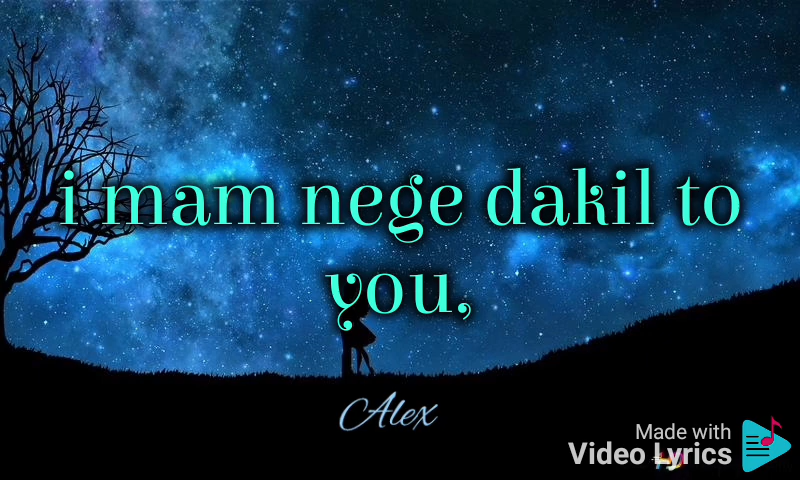 i mam nege dakil to
you,
Alex
Made with
Video Lyrics